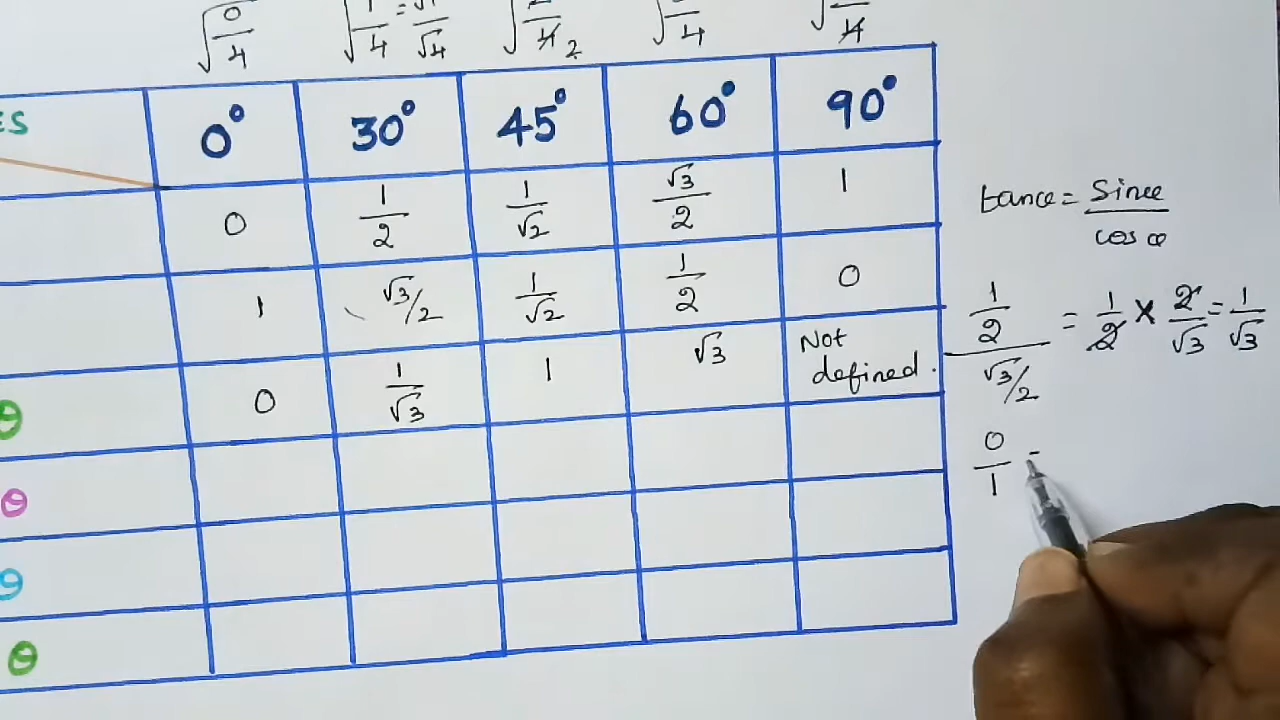 √0/4 √1/4 = √1/√4 √ /4 2 √ /4 √ /4
ES 0° 30° 45° 60° 90°
0 1/2 1/√2 √3/2 1
1 √3/2 1/√2 1/2 0
θ 0 1/√3 1 √3 Not defined.
θ
θ
θ
tanθ = Sinθ/cosθ
1/2/√3/2 = 1/2 × 2/√3 = 1/√3
0/1 =